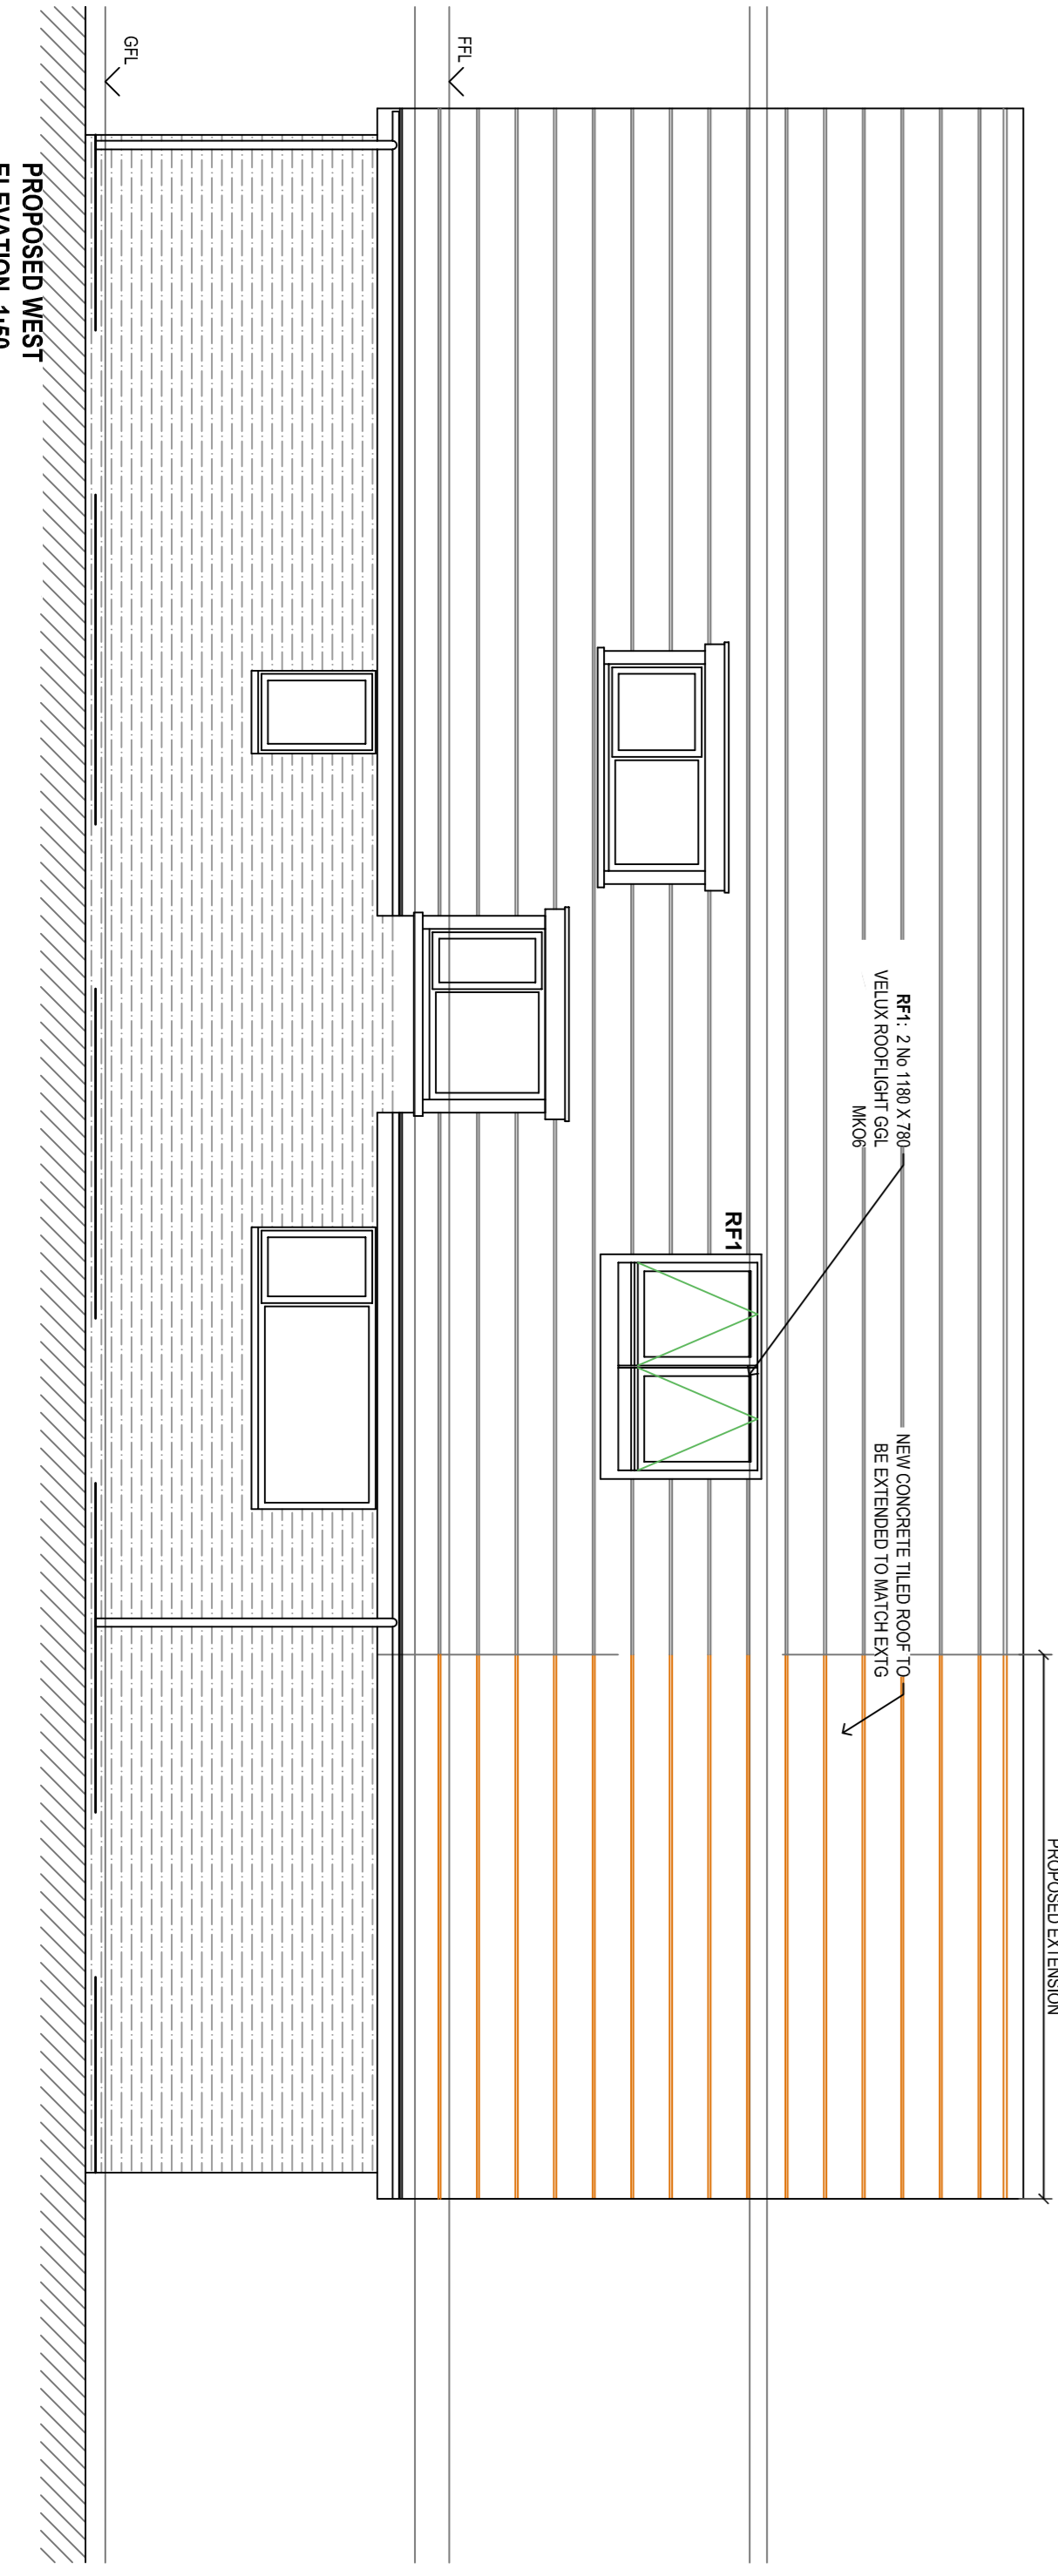 PROPOSED EXTENSION
RF1: 2 No 1180 X 780
VELUX ROOFLIGHT GGL
MKO6
NEW CONCRETE TILED ROOF TO
BE EXTENDED TO MATCH EXTG
RF1
FFL
GFL
PROPOSED WEST
ELEVATION 1:50